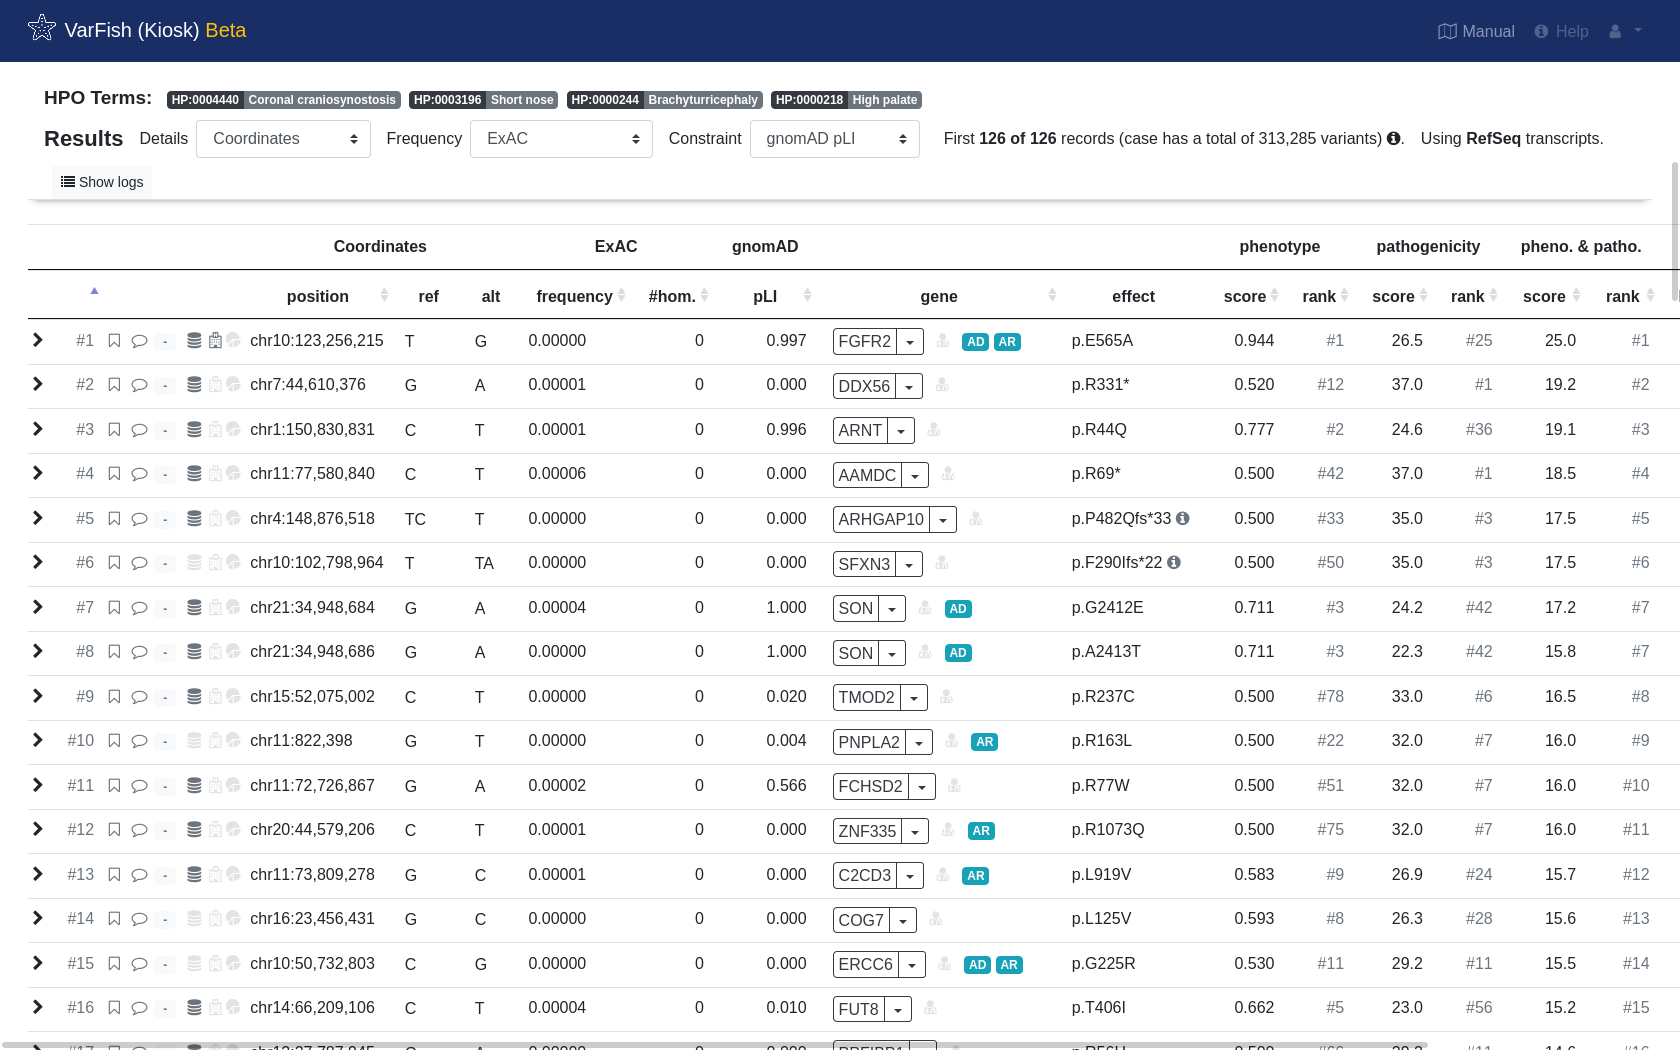 VarFish (Kiosk) Beta Manual Help
HPO Terms: HP:0004440 Coronal craniosynostosis HP:0003196 Short nose HP:0000244 Brachyturricephaly HP:0000218 High palate
Results Details Coordinates Frequency ExAC Constraint gnomAD pLI First 126 of 126 records (case has a total of 313,285 variants) . Using RefSeq transcripts.
Show logs
Coordinates ExAC gnomAD phenotype pathogenicity pheno. & patho.
position ref alt frequency #hom. pLI gene effect score rank score rank score rank
#1 - chr10:123,256,215 T G 0.00000 0 0.997 FGFR2 AD AR p.E565A 0.944 #1 26.5 #25 25.0 #1
#2 - chr7:44,610,376 G A 0.00001 0 0.000 DDX56 p.R331* 0.520 #12 37.0 #1 19.2 #2
#3 - chr1:150,830,831 C T 0.00001 0 0.996 ARNT p.R44Q 0.777 #2 24.6 #36 19.1 #3
#4 - chr11:77,580,840 C T 0.00006 0 0.000 AAMDC p.R69* 0.500 #42 37.0 #1 18.5 #4
#5 - chr4:148,876,518 TC T 0.00000 0 0.000 ARHGAP10 p.P482Qfs*33 0.500 #33 35.0 #3 17.5 #5
#6 - chr10:102,798,964 T TA 0.00000 0 0.000 SFXN3 p.F290Ifs*22 0.500 #50 35.0 #3 17.5 #6
#7 - chr21:34,948,684 G A 0.00004 0 1.000 SON AD p.G2412E 0.711 #3 24.2 #42 17.2 #7
#8 - chr21:34,948,686 G A 0.00000 0 1.000 SON AD p.A2413T 0.711 #3 22.3 #42 15.8 #7
#9 - chr15:52,075,002 C T 0.00000 0 0.020 TMOD2 p.R237C 0.500 #78 33.0 #6 16.5 #8
#10 - chr11:822,398 G T 0.00000 0 0.004 PNPLA2 AR p.R163L 0.500 #22 32.0 #7 16.0 #9
#11 - chr11:72,726,867 G A 0.00002 0 0.566 FCHSD2 p.R77W 0.500 #51 32.0 #7 16.0 #10
#12 - chr20:44,579,206 C T 0.00001 0 0.000 ZNF335 AR p.R1073Q 0.500 #75 32.0 #7 16.0 #11
#13 - chr11:73,809,278 G C 0.00001 0 0.000 C2CD3 AR p.L919V 0.583 #9 26.9 #24 15.7 #12
#14 - chr16:23,456,431 G C 0.00000 0 0.000 COG7 p.L125V 0.593 #8 26.3 #28 15.6 #13
#15 - chr10:50,732,803 C G 0.00000 0 0.000 ERCC6 AD AR p.G225R 0.530 #11 29.2 #11 15.5 #14
#16 - chr14:66,209,106 C T 0.00004 0 0.010 FUT8 p.T406I 0.662 #5 23.0 #56 15.2 #15